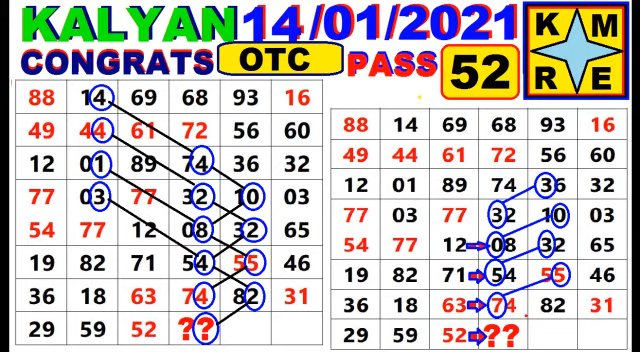 KALYAN 14/01/2021
CONGRATS OTC PASS 52
K M
R E
88 14 69 68 93 16
49 44 61 72 56 60
12 01 89 74 36 32
77 03 77 32 10 03
54 77 12 08 32 65
19 82 71 54 55 46
36 18 63 74 82 31
29 59 52 ??
88 14 69 68 93 16
49 44 61 72 56 60
12 01 89 74 36 32
77 03 77 32 10 03
54 77 12 08 32 65
19 82 71 54 55 46
36 18 63 74 82 31
29 59 52 ??